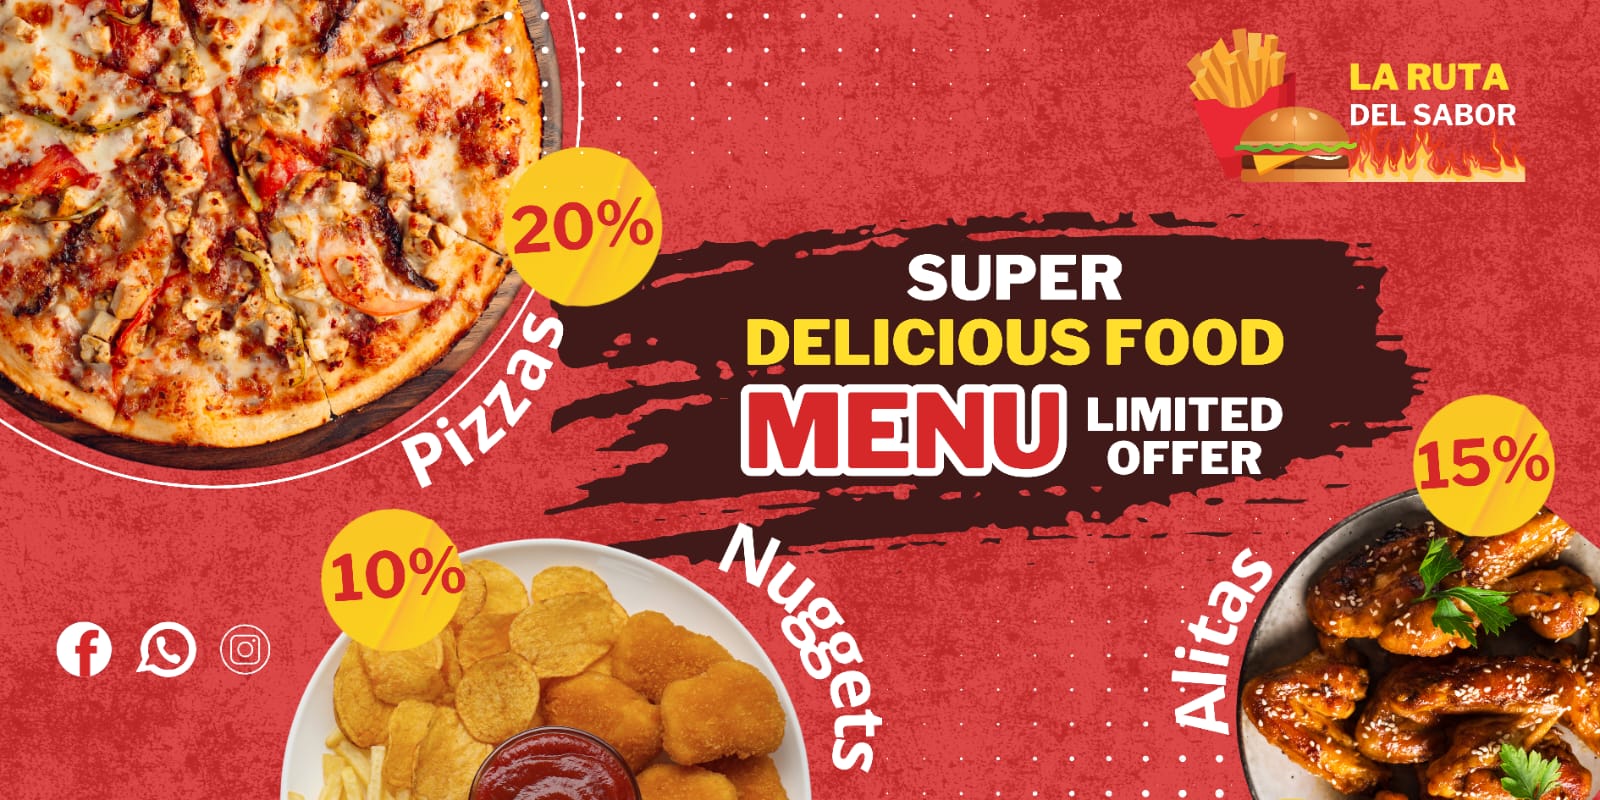 LA RUTA
DEL SABOR
20%
Pizzas
SUPER
DELICIOUS FOOD
MENU
LIMITED
OFFER
15%
10%
Nuggets
Alitas